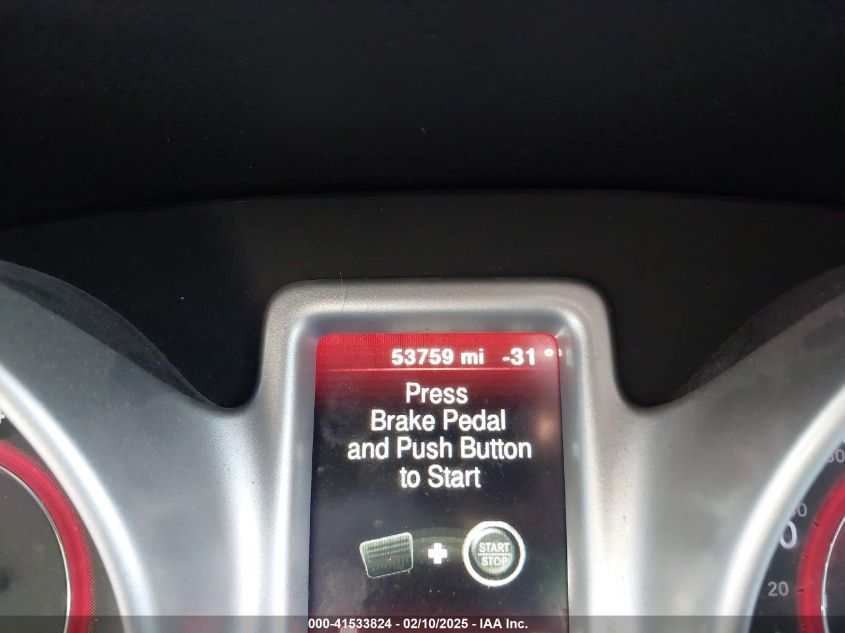 53759 mi -31 °
Press
Brake Pedal
and Push Button
to Start
START
STOP
20
000-41533824 - 02/10/2025 - IAA Inc.